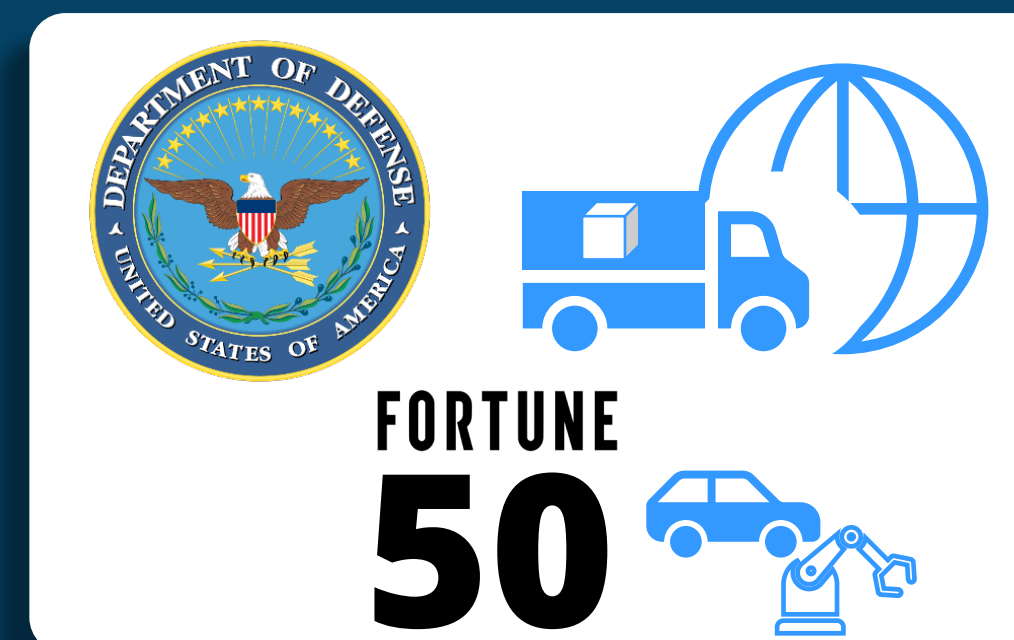 DEPARTMENT OF DEFENSE
UNITED STATES OF AMERICA
FORTUNE
50